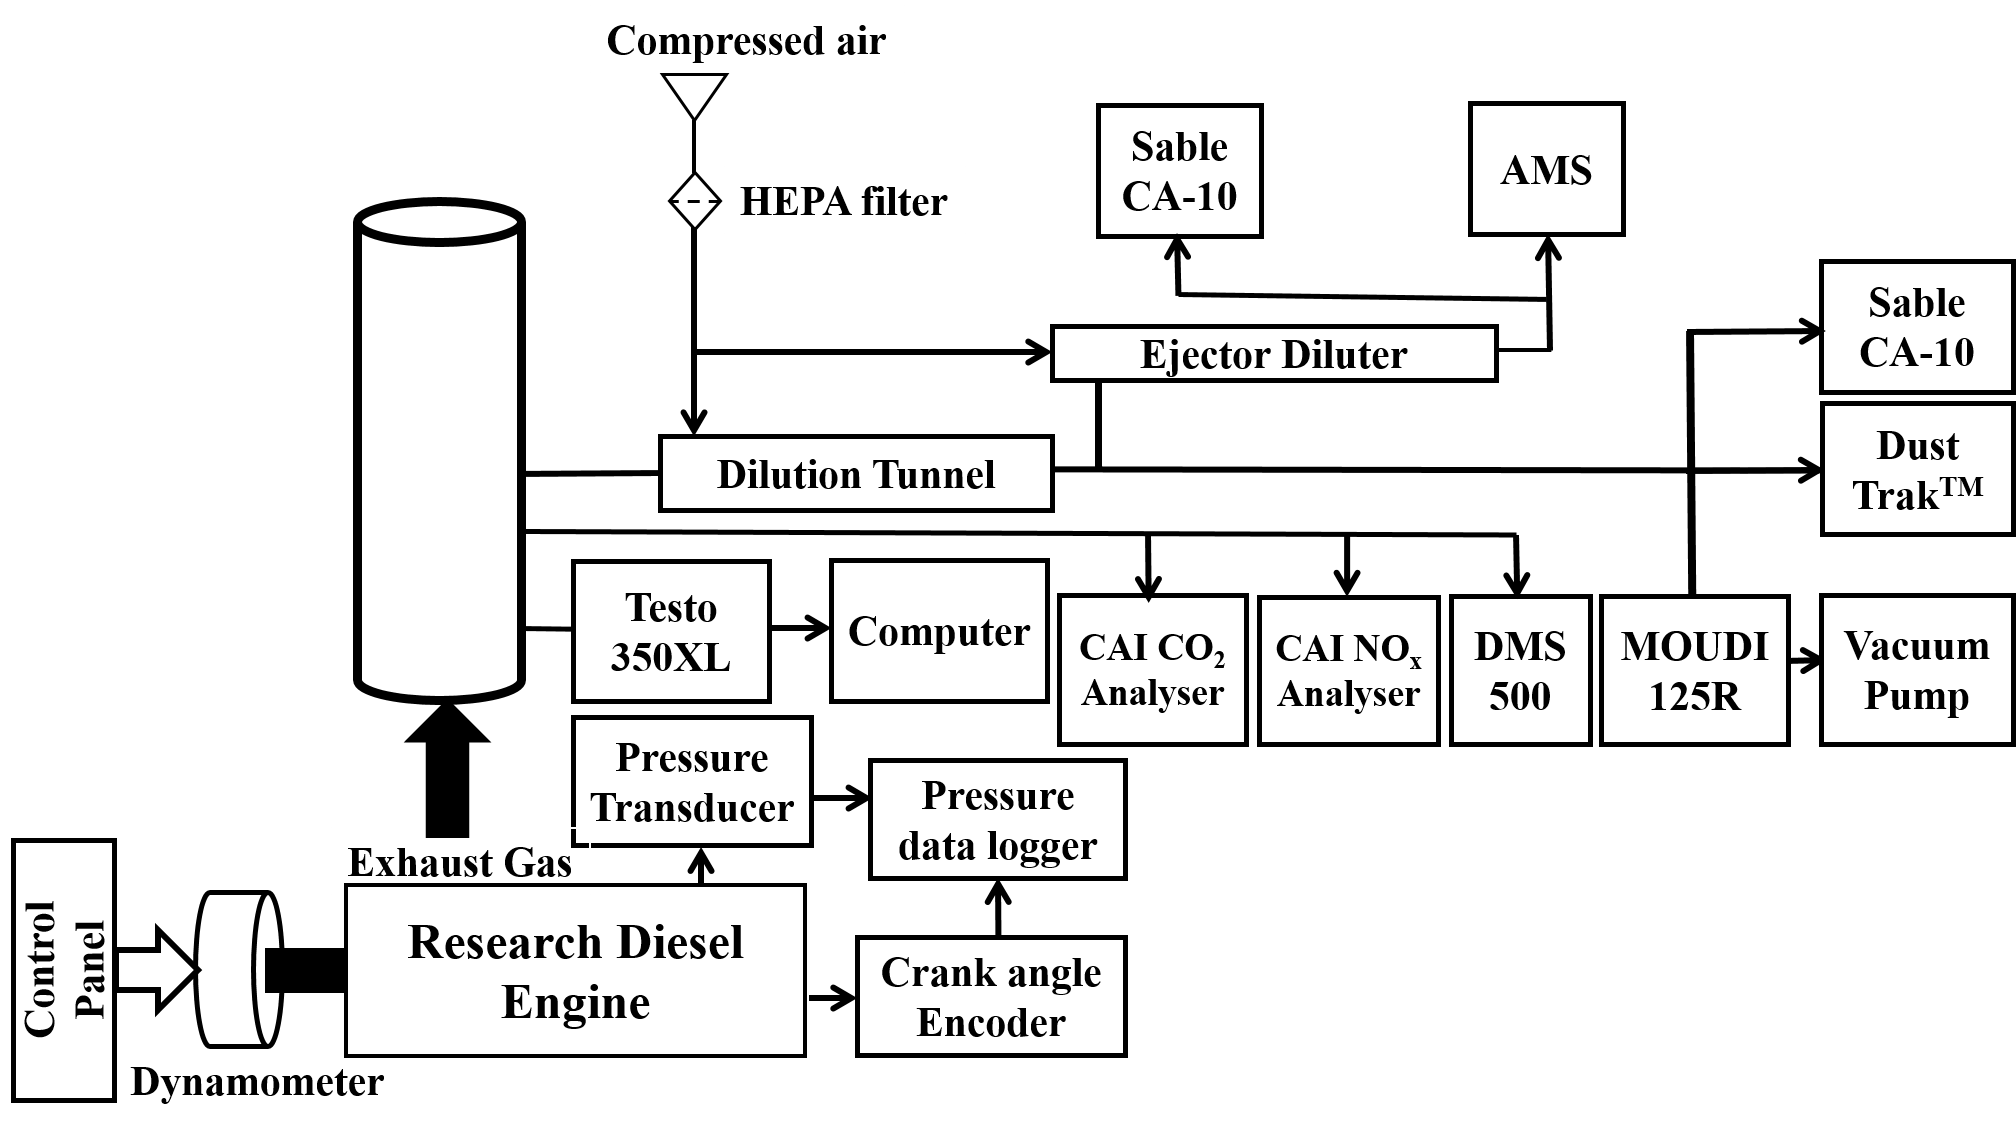 Compressed air
HEPA filter
Sable
CA-10
AMS
Sable
CA-10
Ejector Diluter
Dilution Tunnel
Dust
Trak™
Testo
350XL
Computer
CAI CO₂
Analyser
CAI NOₓ
Analyser
DMS
500
MOUDI
125R
Vacuum
Pump
Pressure
Transducer
Pressure
data logger
Exhaust Gas
Control
Panel
Research Diesel
Engine
Crank angle
Encoder
Dynamometer